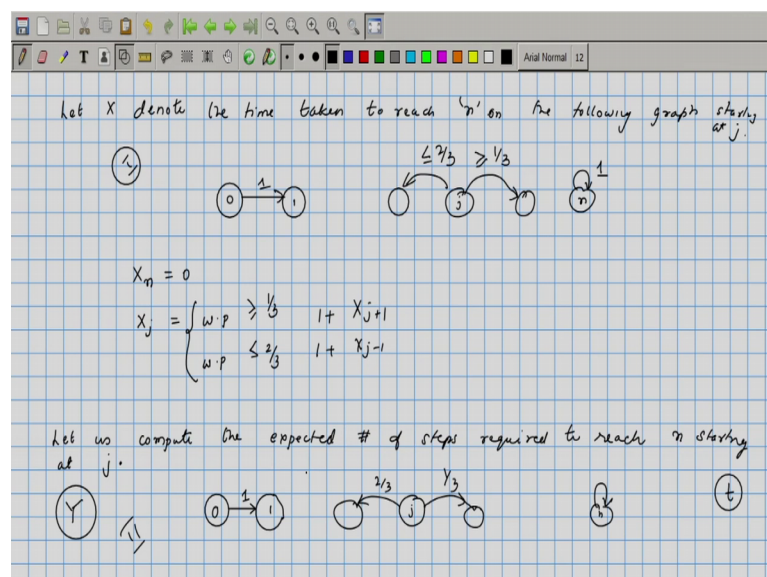 T
Arial Normal 12
Let X denote the time taken to reach 'n' on the following graph starting at j.
I
≤ 2/3 ≥ 1/3
0 1 1 j n 1
X_n = 0
X_j = { w.p ≥ 1/3 1 + X_{j+1}
w.p ≤ 2/3 1 + X_{j-1}
Let us compute the expected # of steps required to reach n starting
at j.
Y II 0 1 1 2/3 j 1/3 n t